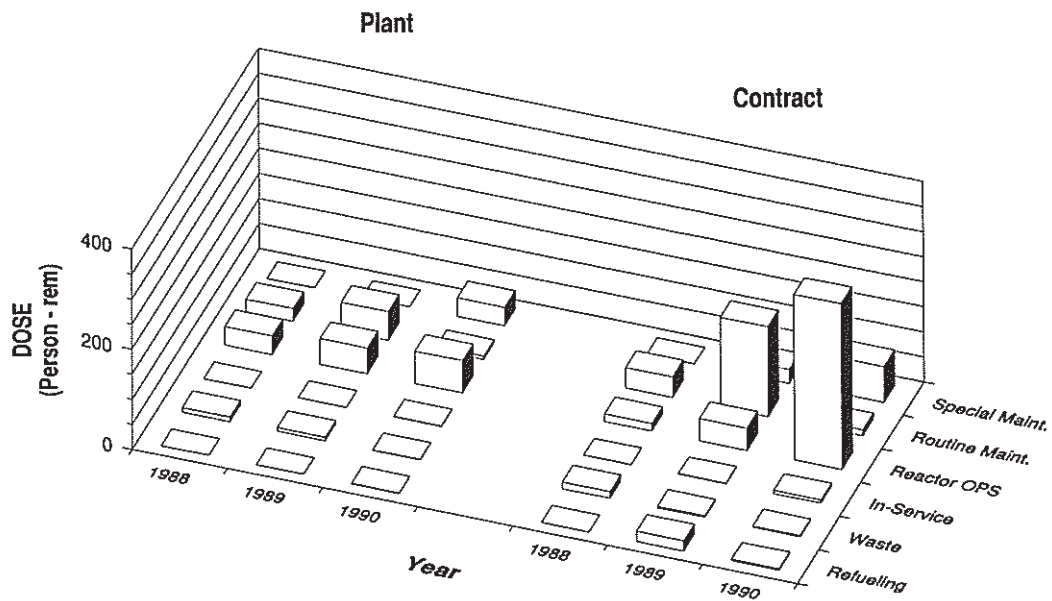 Plant
Contract
DOSE
(Person - rem)
400
200
0
1988
1989
1990
1988
1989
1990
Year
Special Maint.
Routine Maint.
Reactor OPS
In-Service
Waste
Refueling